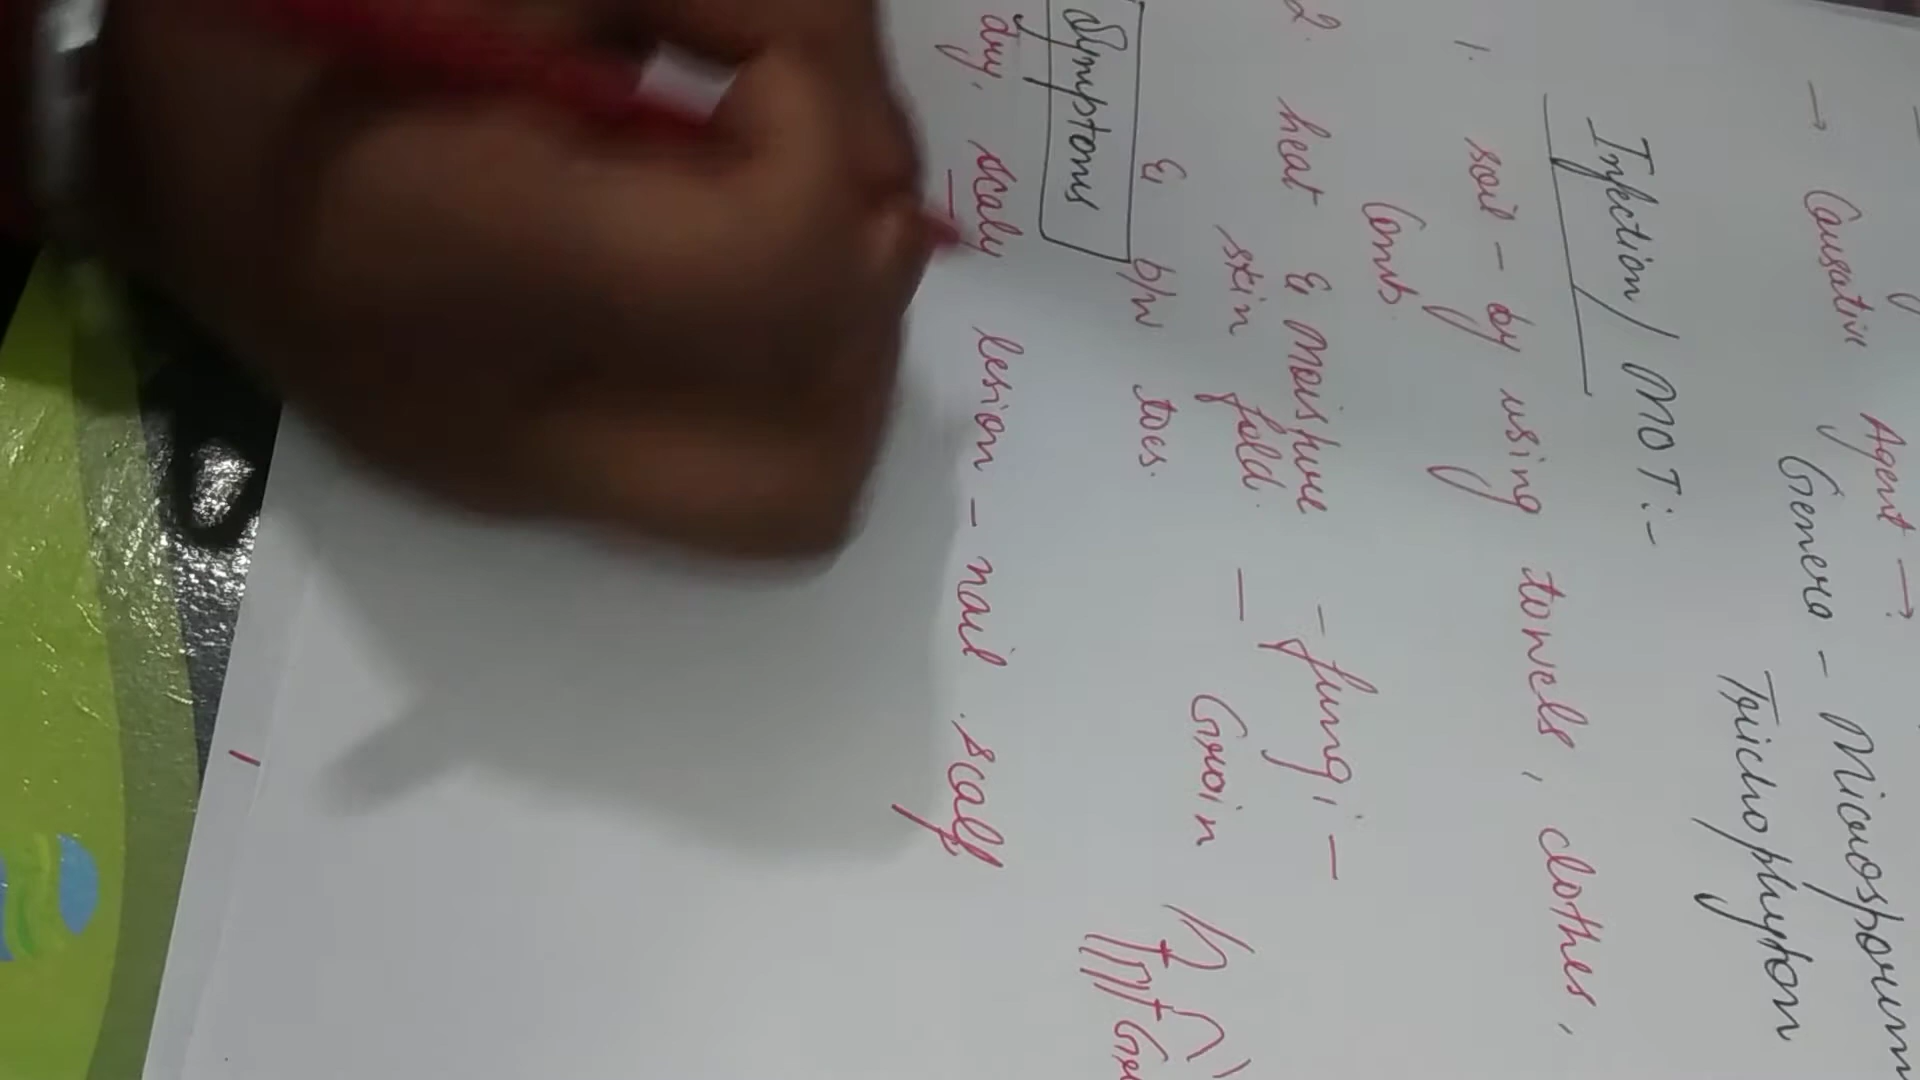 → Causative Agent →
Genera - Microsporum
Trichophyton
Infection / MOT:-
1. soil - by using towels, clothes,
Comb.
2. heat & Moisture - fungi -
skin fold. - Groin
& b/w toes.
Symptoms
dry, scaly lesion - nail scalp